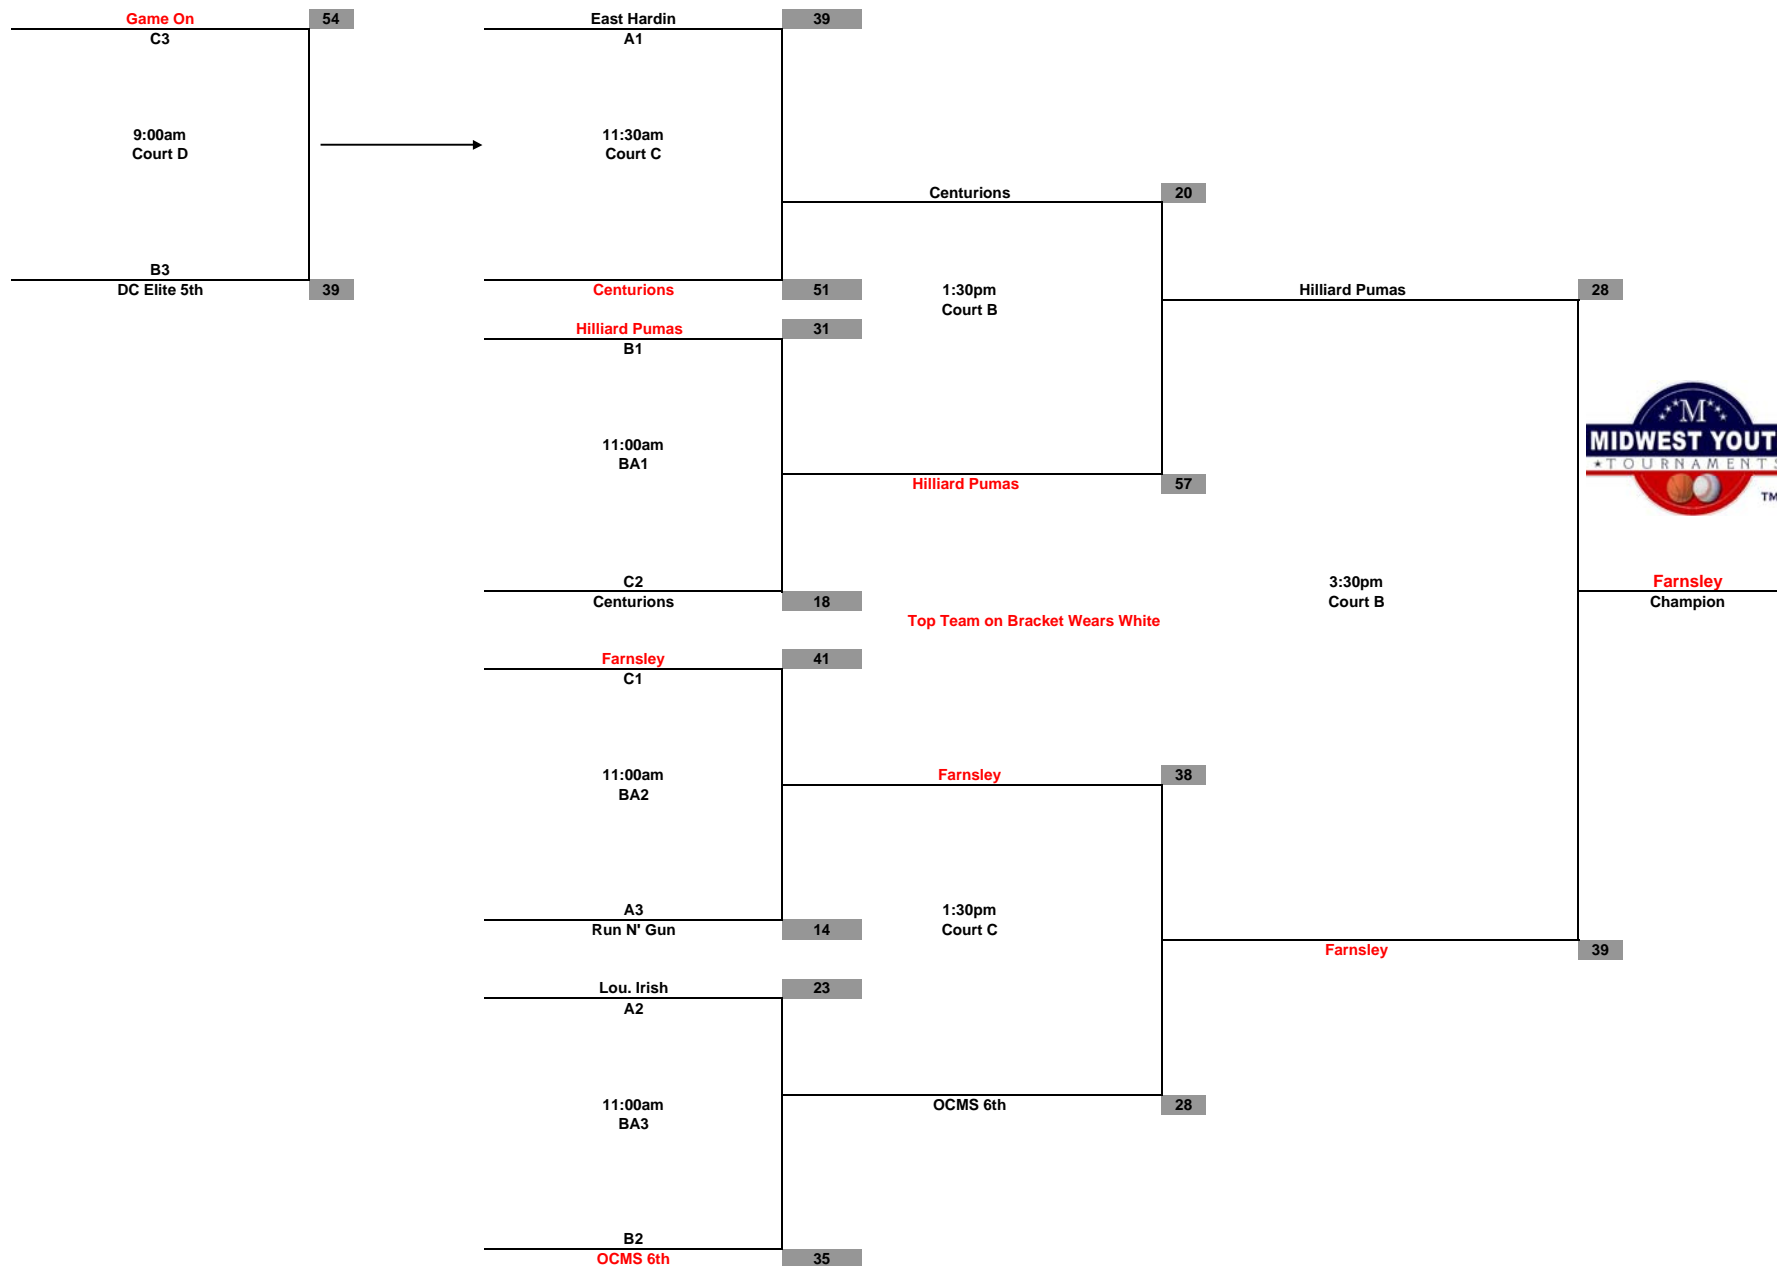 Game On 54
C3
9:00am
Court D
B3
DC Elite 5th 39
East Hardin 39
A1
11:30am
Court C
Centurions 51
Hilliard Pumas 31
B1
11:00am
BA1
C2
Centurions 18
Farnsley 41
C1
11:00am
BA2
A3
Run N' Gun 14
Lou. Irish 23
A2
11:00am
BA3
B2
OCMS 6th 35
Centurions 20
1:30pm
Court B
Hilliard Pumas 57
Top Team on Bracket Wears White
Farnsley 38
1:30pm
Court C
OCMS 6th 28
Hilliard Pumas 28
3:30pm
Court B
Farnsley 39
M
MIDWEST YOUT
TOURNAMENTS
TM
Farnsley
Champion